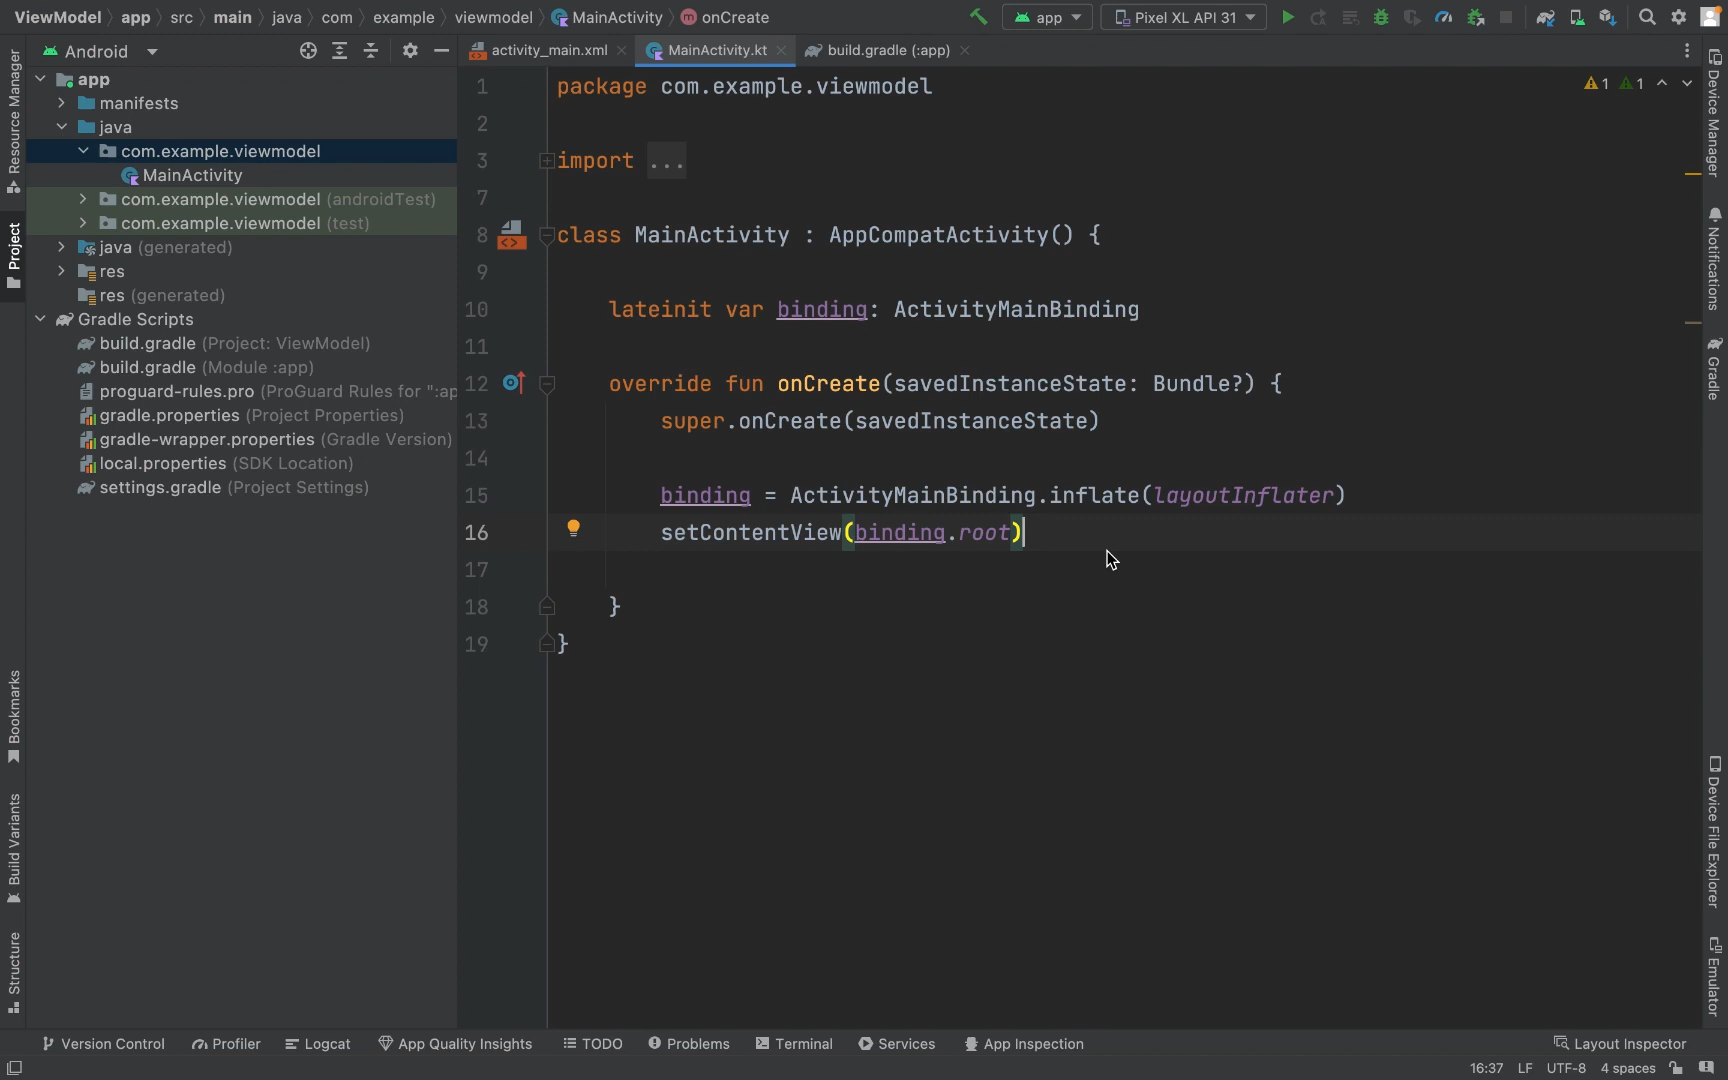 ViewModel app src main java com example viewmodel MainActivity onCreate app Pixel XL API 31
Android
activity_main.xml MainActivity.kt build.gradle (:app)
app
manifests
java
com.example.viewmodel
MainActivity
com.example.viewmodel (androidTest)
com.example.viewmodel (test)
java (generated)
res
res (generated)
Gradle Scripts
build.gradle (Project: ViewModel)
build.gradle (Module :app)
proguard-rules.pro (ProGuard Rules for ":ap
gradle.properties (Project Properties)
gradle-wrapper.properties (Gradle Version)
local.properties (SDK Location)
settings.gradle (Project Settings)
1 package com.example.viewmodel
1 1
2
3 import ...
7
8 class MainActivity : AppCompatActivity() {
9
10 lateinit var binding: ActivityMainBinding
11
12 override fun onCreate(savedInstanceState: Bundle?) {
13 super.onCreate(savedInstanceState)
14
15 binding = ActivityMainBinding.inflate(layoutInflater)
16 setContentView(binding.root)
17
18 }
19 }
Resource Manager
Project
Bookmarks
Build Variants
Structure
Device Manager
Notifications
Gradle
Device File Explorer
Emulator
Version Control Profiler Logcat App Quality Insights TODO Problems Terminal Services App Inspection Layout Inspector
16:37 LF UTF-8 4 spaces